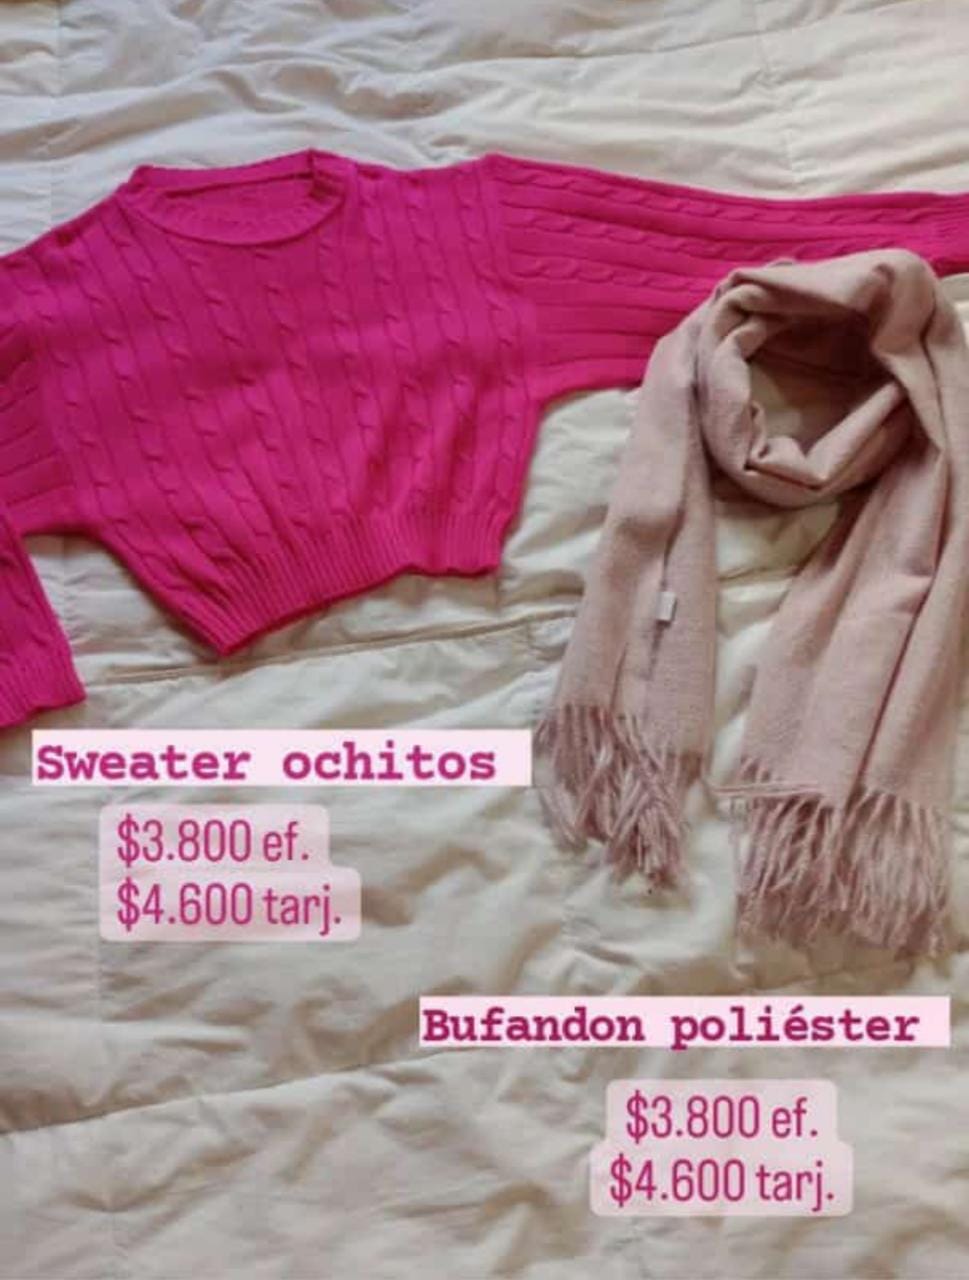 Sweater ochitos
$3.800 ef.
$4.600 tarj.
Bufandon poliéster
$3.800 ef.
$4.600 tarj.